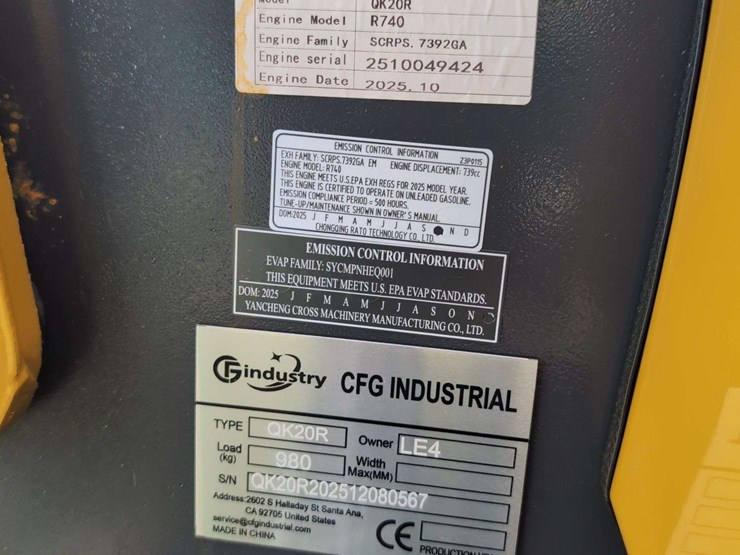 QK20R
Engine Model R740
Engine Family SCRPS.7392GA
Engine serial 2510049424
Engine Date 2025.10
EMISSION CONTROL INFORMATION Z3P0115
EXH FAMILY: SCRPS.7392GA EM ENGINE DISPLACEMENT: 739cc
ENGINE MODEL: R740
THIS ENGINE MEETS U.S.EPA EXH REGS FOR 2025 MODEL YEAR.
THIS ENGINE IS CERTIFIED TO OPERATE ON UNLEADED GASOLINE.
EMISSION COMPLIANCE PERIOD = 500 HOURS.
TUNE-UP/MAINTENANCE SHOWN IN OWNER'S MANUAL.
DOM:2025 J F M A M J J A S N D
CHONGQING RATO TECHNOLOGY CO., LTD.
EMISSION CONTROL INFORMATION
EVAP FAMILY: SYCMPNHEQ001
THIS EQUIPMENT MEETS U.S. EPA EVAP STANDARDS.
DOM: 2025 J F M A M J J A S O N
YANCHENG CROSS MACHINERY MANUFACTURING CO., LTD.
CFG industry CFG INDUSTRIAL
TYPE QK20R Owner LE4
Load (kg) 980 Width Max(MM)
S/N QK20R202512080567
Address:2602 S Halladay St Santa Ana,
CA 92705 United States
service@cfgindustrial.com
MADE IN CHINA CE